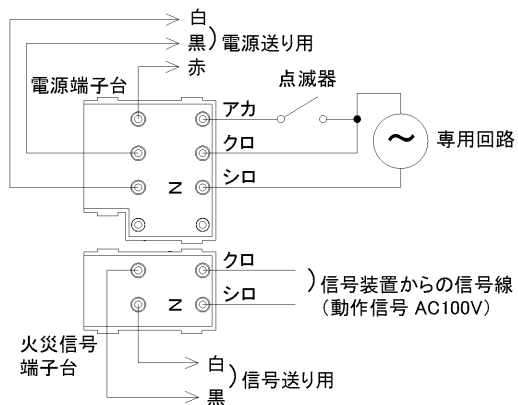 白
黒
電源送り用
赤
電源端子台
点滅器
アカ
クロ
シロ
N
~
専用回路
クロ
シロ
N
信号装置からの信号線
（動作信号 AC100V）
火災信号
端子台
白
黒
信号送り用